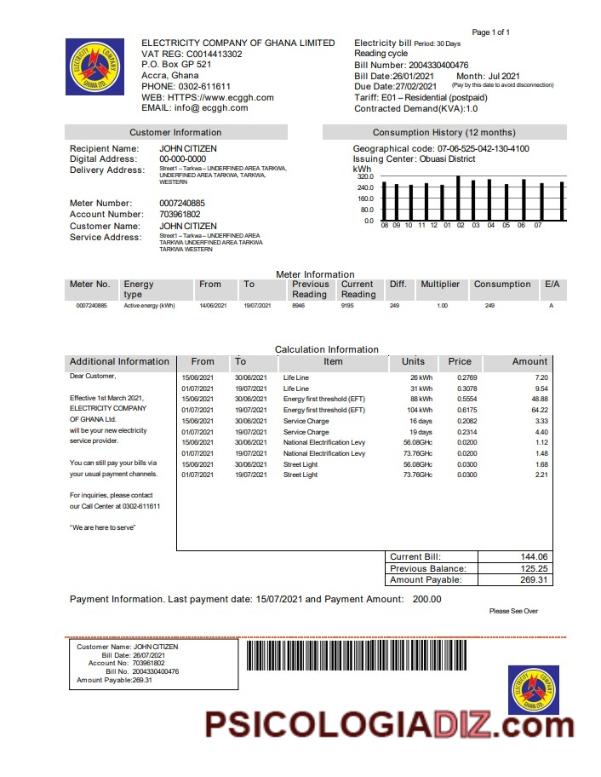 Page 1 of 1
ELECTRICITY COMPANY OF GHANA LIMITED
VAT REG: C0014413302
P.O. Box GP 521
Accra, Ghana
PHONE: 0302-611611
WEB: HTTPS://www.ecggh.com
EMAIL: info@ ecggh.com
Electricity bill Period: 30 Days
Reading cycle
Bill Number: 2004330400476
Bill Date:26/01/2021 Month: Jul 2021
Due Date:27/02/2021 (Pay by this date to avoid disconnection)
Tariff: E01 – Residential (postpaid)
Contracted Demand(KVA):1.0
ELECTRICITY COMPANY
GHANA LTD
Customer Information
Recipient Name: JOHN CITIZEN
Digital Address: 00-000-0000
Delivery Address: Street1 – Tarkwa – UNDERFINED AREA TARKWA,
UNDERFINED AREA TARKWA, TARKWA,
WESTERN
Meter Number: 0007240885
Account Number: 703961802
Customer Name: JOHN CITIZEN
Service Address: Street1 – Tarkwa – UNDERFINED AREA
TARKWA UNDERFINED AREA TARKWA
TARKWA WESTERN
Consumption History (12 months)
Geographical code: 07-06-525-042-130-4100
Issuing Center: Obuasi District
kWh
320.0
240.0
160.0
80.0
0.0
08 09 10 11 12 01 02 03 04 05 06 07
Meter Information
Meter No. Energy type From To Previous Reading Current Reading Diff. Multiplier Consumption E/A
0007240885 Active energy (kWh) 14/06/2021 19/07/2021 8946 9195 249 1.00 249 A
Calculation Information
Additional Information From To Item Units Price Amount
Dear Customer,
Effective 1st March 2021,
ELECTRICITY COMPANY
OF GHANA Ltd.
will be your new electricity
service provider.
You can still pay your bills via
your usual payment channels.
For inquiries, please contact
our Call Center at 0302-611611
"We are here to serve"
15/06/2021 30/06/2021 Life Line 26 kWh 0.2769 7.20
01/07/2021 19/07/2021 Life Line 31 kWh 0.3078 9.54
15/06/2021 30/06/2021 Energy first threshold (EFT) 88 kWh 0.5554 48.88
01/07/2021 19/07/2021 Energy first threshold (EFT) 104 kWh 0.6175 64.22
15/06/2021 30/06/2021 Service Charge 16 days 0.2082 3.33
01/07/2021 19/07/2021 Service Charge 19 days 0.2314 4.40
15/06/2021 30/06/2021 National Electrification Levy 56.08GHc 0.0200 1.12
01/07/2021 19/07/2021 National Electrification Levy 73.76GHc 0.0200 1.48
15/06/2021 30/06/2021 Street Light 56.08GHc 0.0300 1.68
01/07/2021 19/07/2021 Street Light 73.76GHc 0.0300 2.21
Current Bill: 144.06
Previous Balance: 125.25
Amount Payable: 269.31
Payment Information. Last payment date: 15/07/2021 and Payment Amount: 200.00
Please See Over
Customer Name: JOHN CITIZEN
Bill Date: 26/07/2021
Account No: 703961802
Bill No. 2004330400476
Amount Payable:269.31
ELECTRICITY COMPANY
GHANA LTD
PSICOLOGIADIZ.com